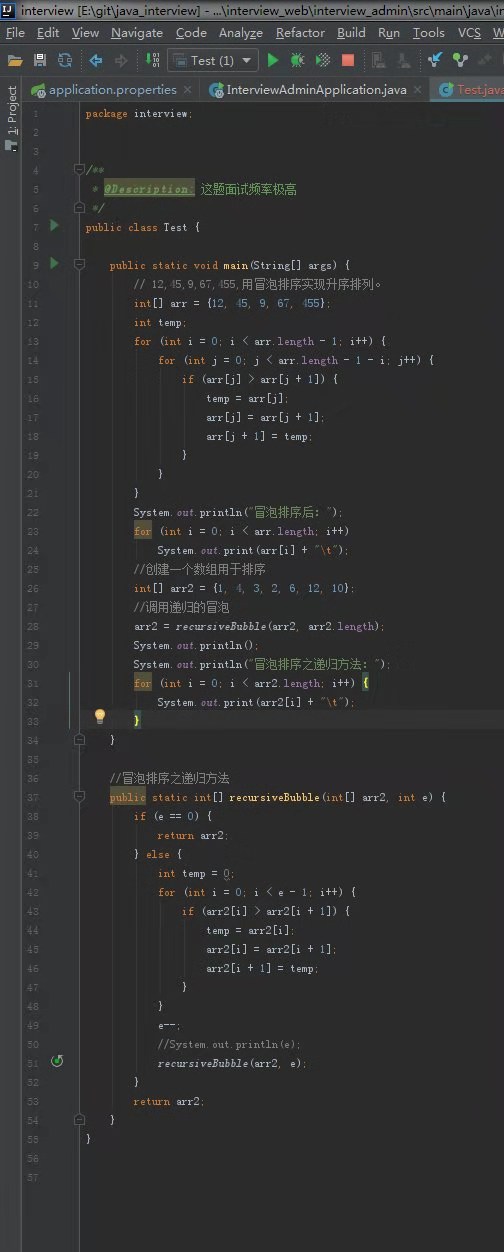 interview [E:\git\java_interview] - ...\interview_web\interview_admin\src\main\java\in
File Edit View Navigate Code Analyze Refactor Build Run Tools VCS
Test (1)
application.properties InterviewAdminApplication.java Test.java
1: Project
1 package interview;
2
3
4 /**
5 * @Description: 这题面试频率极高
6 */
7 public class Test {
8
9 public static void main(String[] args) {
10 // 12,45,9,67,455,用冒泡排序实现升序排列。
11 int[] arr = {12, 45, 9, 67, 455};
12 int temp;
13 for (int i = 0; i < arr.length - 1; i++) {
14 for (int j = 0; j < arr.length - 1 - i; j++) {
15 if (arr[j] > arr[j + 1]) {
16 temp = arr[j];
17 arr[j] = arr[j + 1];
18 arr[j + 1] = temp;
19 }
20 }
21 }
22 System.out.println("冒泡排序后: ");
23 for (int i = 0; i < arr.length; i++)
24 System.out.print(arr[i] + "\t");
25 //创建一个数组用于排序
26 int[] arr2 = {1, 4, 3, 2, 6, 12, 10};
27 //调用递归的冒泡
28 arr2 = recursiveBubble(arr2, arr2.length);
29 System.out.println();
30 System.out.println("冒泡排序之递归方法: ");
31 for (int i = 0; i < arr2.length; i++) {
32 System.out.print(arr2[i] + "\t");
33 }
34 }
35
36 //冒泡排序之递归方法
37 public static int[] recursiveBubble(int[] arr2, int e) {
38 if (e == 0) {
39 return arr2;
40 } else {
41 int temp = 0;
42 for (int i = 0; i < e - 1; i++) {
43 if (arr2[i] > arr2[i + 1]) {
44 temp = arr2[i];
45 arr2[i] = arr2[i + 1];
46 arr2[i + 1] = temp;
47 }
48 }
49 e--;
50 //System.out.println(e);
51 recursiveBubble(arr2, e);
52 }
53 return arr2;
54 }
55 }
56
57